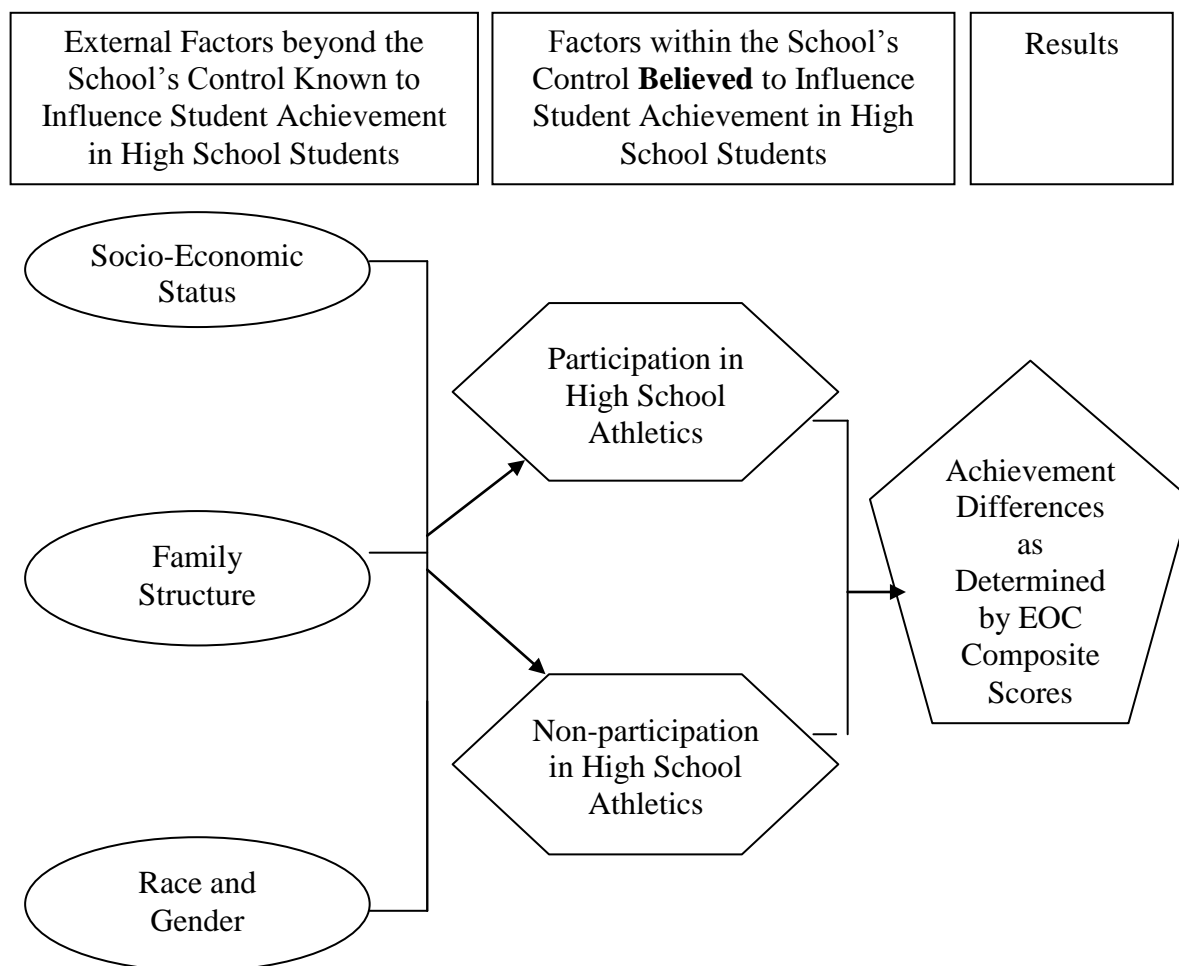 External Factors beyond the
School’s Control Known to
Influence Student Achievement
in High School Students
Factors within the School’s
Control Believed to Influence
Student Achievement in High
School Students
Results
Socio-Economic
Status
Participation in
High School
Athletics
Family
Structure
Achievement
Differences
as
Determined
by EOC
Composite
Scores
Non-participation
in High School
Athletics
Race and
Gender